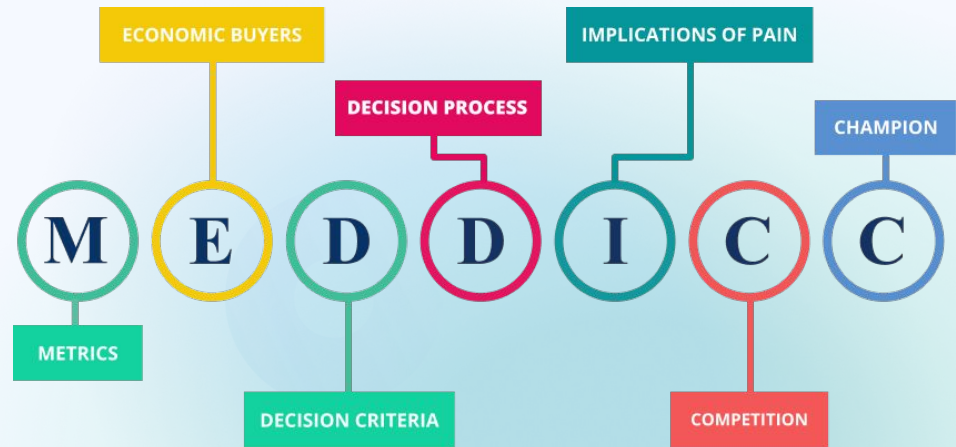 ECONOMIC BUYERS
IMPLICATIONS OF PAIN
DECISION PROCESS
CHAMPION
M E D D I C C
METRICS
DECISION CRITERIA
COMPETITION